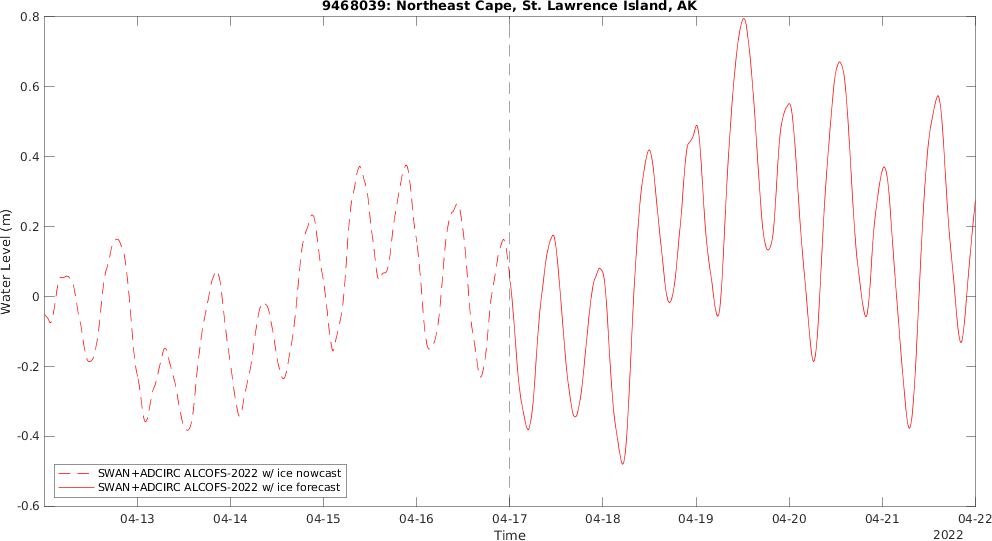 9468039: Northeast Cape, St. Lawrence Island, AK
0.8
0.6
0.4
0.2
0
-0.2
-0.4
-0.6
Water Level (m)
SWAN+ADCIRC ALCOFS-2022 w/ ice nowcast
SWAN+ADCIRC ALCOFS-2022 w/ ice forecast
04-13 04-14 04-15 04-16 04-17 04-18 04-19 04-20 04-21 04-22
Time
2022